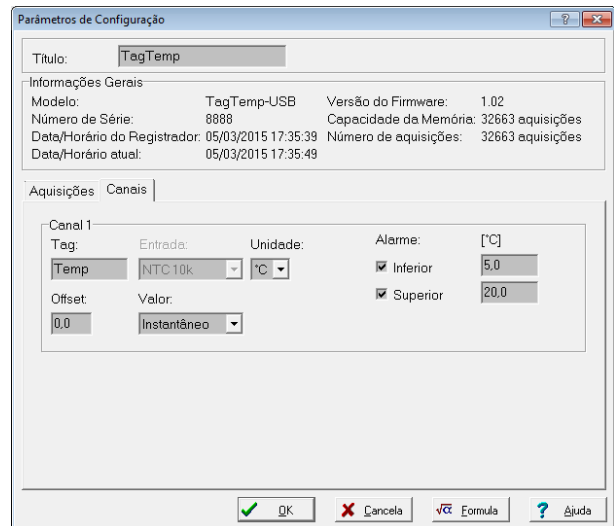 Parâmetros de Configuração
Título: TagTemp
Informações Gerais
Modelo: TagTemp-USB Versão do Firmware: 1.02
Número de Série: 8888 Capacidade da Memória: 32663 aquisições
Data/Horário do Registrador: 05/03/2015 17:35:39 Número de aquisições: 32663 aquisições
Data/Horário atual: 05/03/2015 17:35:49
Aquisições Canais
Canal 1
Tag: Entrada: Unidade: Alarme: [°C]
Temp NTC 10k °C Inferior 5,0
Offset: Valor: Superior 20,0
0,0 Instantâneo
OK Cancela √α Formula ? Ajuda